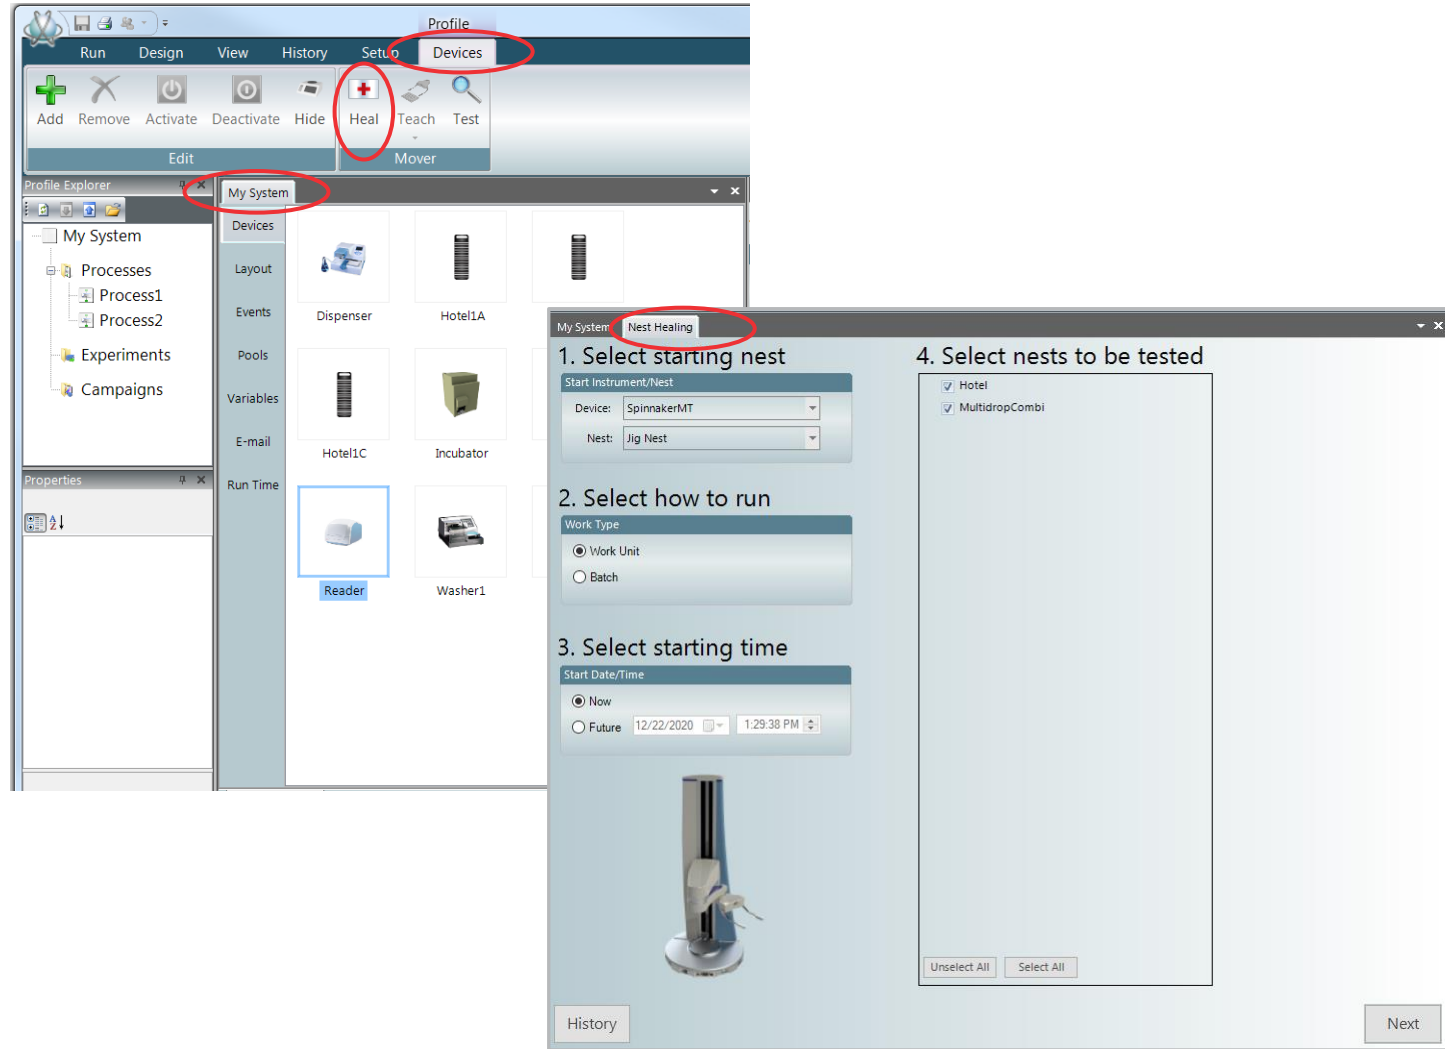 Profile
Run Design View History Setup Devices
Add Remove Activate Deactivate Hide Heal Teach Test
Edit Mover
Profile Explorer
My System
Processes
Process1
Process2
Experiments
Campaigns
Properties
My System
Devices
Layout
Events
Pools
Variables
E-mail
Run Time
Dispenser Hotel1A
Hotel1C Incubator
Reader Washer1
My System Nest Healing
1. Select starting nest
Start Instrument/Nest
Device: SpinnakerMT
Nest: Jig Nest
2. Select how to run
Work Type
Work Unit
Batch
3. Select starting time
Start Date/Time
Now
Future 12/22/2020 1:29:38 PM
4. Select nests to be tested
Hotel
MultidropCombi
Unselect All Select All
History Next